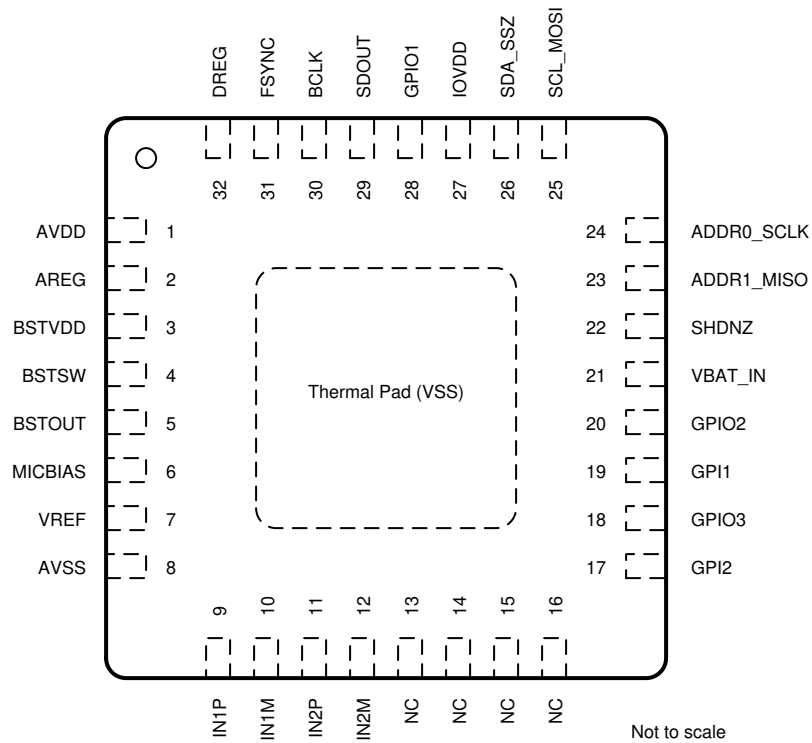 DREG
FSYNC
BCLK
SDOUT
GPIO1
IOVDD
SDA_SSZ
SCL_MOSI
32
31
30
29
28
27
26
25
AVDD 1
AREG 2
BSTVDD 3
BSTSW 4
BSTOUT 5
MICBIAS 6
VREF 7
AVSS 8
Thermal Pad (VSS)
24 ADDR0_SCLK
23 ADDR1_MISO
22 SHDNZ
21 VBAT_IN
20 GPIO2
19 GPI1
18 GPIO3
17 GPI2
9
10
11
12
13
14
15
16
IN1P
IN1M
IN2P
IN2M
NC
NC
NC
NC
Not to scale